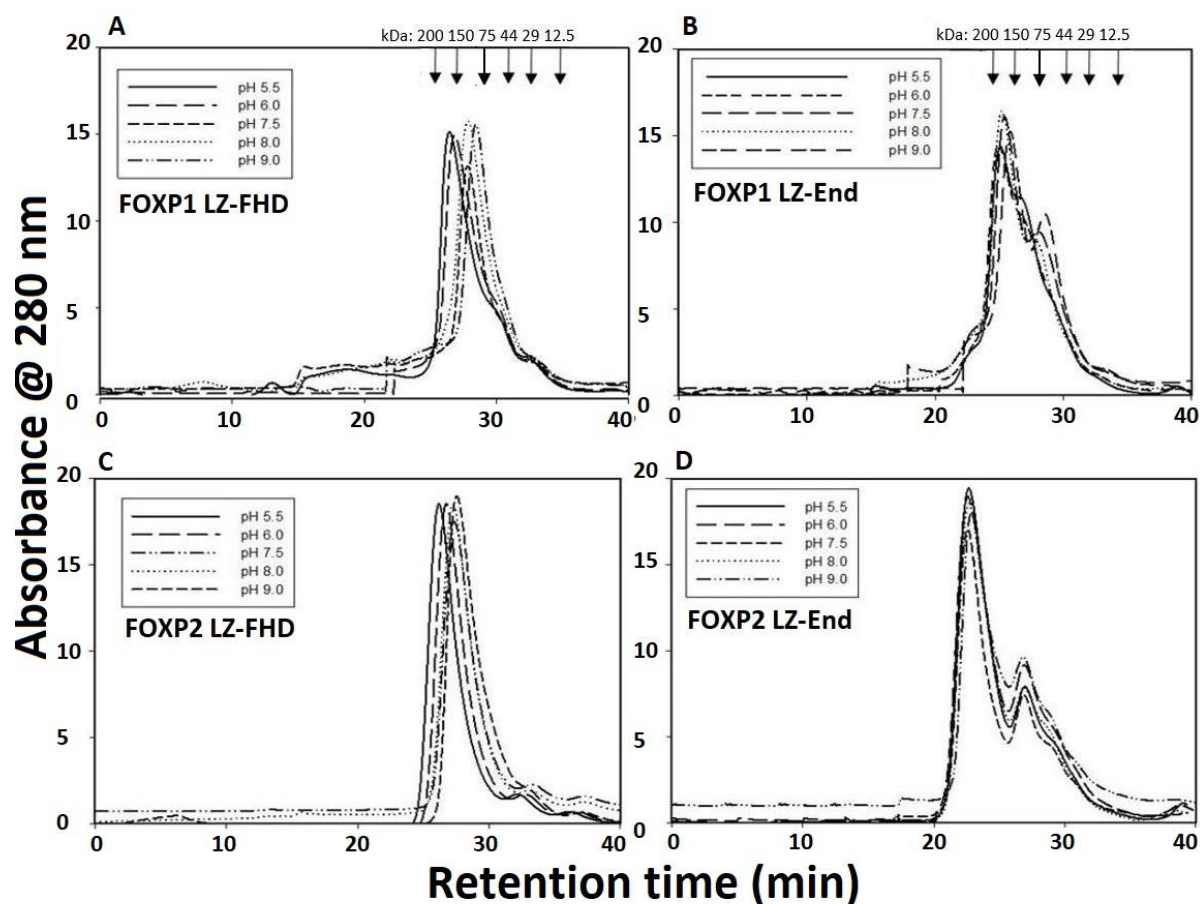 A
kDa: 200 150 75 44 29 12.5
20
15
10
5
0
pH 5.5
pH 6.0
pH 7.5
pH 8.0
pH 9.0
FOXP1 LZ-FHD
0 10 20 30 40
B
kDa: 200 150 75 44 29 12.5
20
15
10
5
0
pH 5.5
pH 6.0
pH 7.5
pH 8.0
pH 9.0
FOXP1 LZ-End
0 10 20 30 40
C
20
15
10
5
0
pH 5.5
pH 6.0
pH 7.5
pH 8.0
pH 9.0
FOXP2 LZ-FHD
0 10 20 30 40
D
20
15
10
5
0
pH 5.5
pH 6.0
pH 7.5
pH 8.0
pH 9.0
FOXP2 LZ-End
0 10 20 30 40
Absorbance @ 280 nm
Retention time (min)